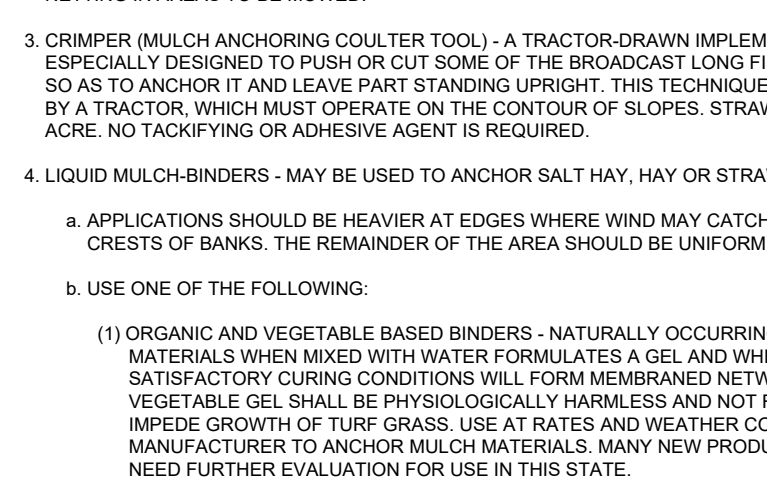 3. CRIMPER (MULCH ANCHORING COULTER TOOL) - A TRACTOR-DRAWN IMPLEM
ESPECIALLY DESIGNED TO PUSH OR CUT SOME OF THE BROADCAST LONG FI
SO AS TO ANCHOR IT AND LEAVE PART STANDING UPRIGHT. THIS TECHNIQUE
BY A TRACTOR, WHICH MUST OPERATE ON THE CONTOUR OF SLOPES. STRAW
ACRE. NO TACKIFYING OR ADHESIVE AGENT IS REQUIRED.
4. LIQUID MULCH-BINDERS - MAY BE USED TO ANCHOR SALT HAY, HAY OR STRAW
a. APPLICATIONS SHOULD BE HEAVIER AT EDGES WHERE WIND MAY CATCH
CRESTS OF BANKS. THE REMAINDER OF THE AREA SHOULD BE UNIFORM
b. USE ONE OF THE FOLLOWING:
(1) ORGANIC AND VEGETABLE BASED BINDERS - NATURALLY OCCURRING
MATERIALS WHEN MIXED WITH WATER FORMULATES A GEL AND WHE
SATISFACTORY CURING CONDITIONS WILL FORM MEMBRANED NETW
VEGETABLE GEL SHALL BE PHYSIOLOGICALLY HARMLESS AND NOT
IMPEDE GROWTH OF TURF GRASS. USE AT RATES AND WEATHER CO
MANUFACTURER TO ANCHOR MULCH MATERIALS. MANY NEW PRODU
NEED FURTHER EVALUATION FOR USE IN THIS STATE.